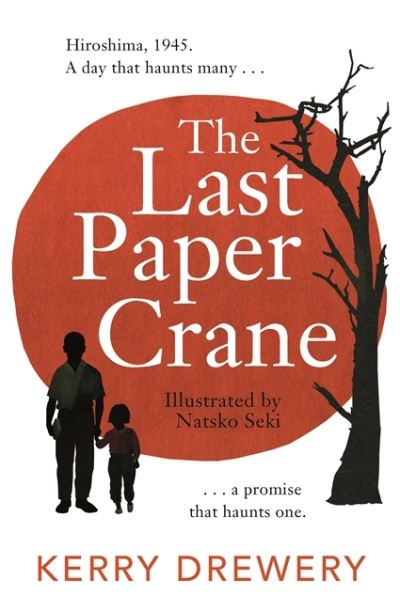 Hiroshima, 1945.
A day that haunts many . . .
The
Last
Paper
Crane
Illustrated by
Natsko Seki
. . . a promise
that haunts one.
KERRY DREWERY